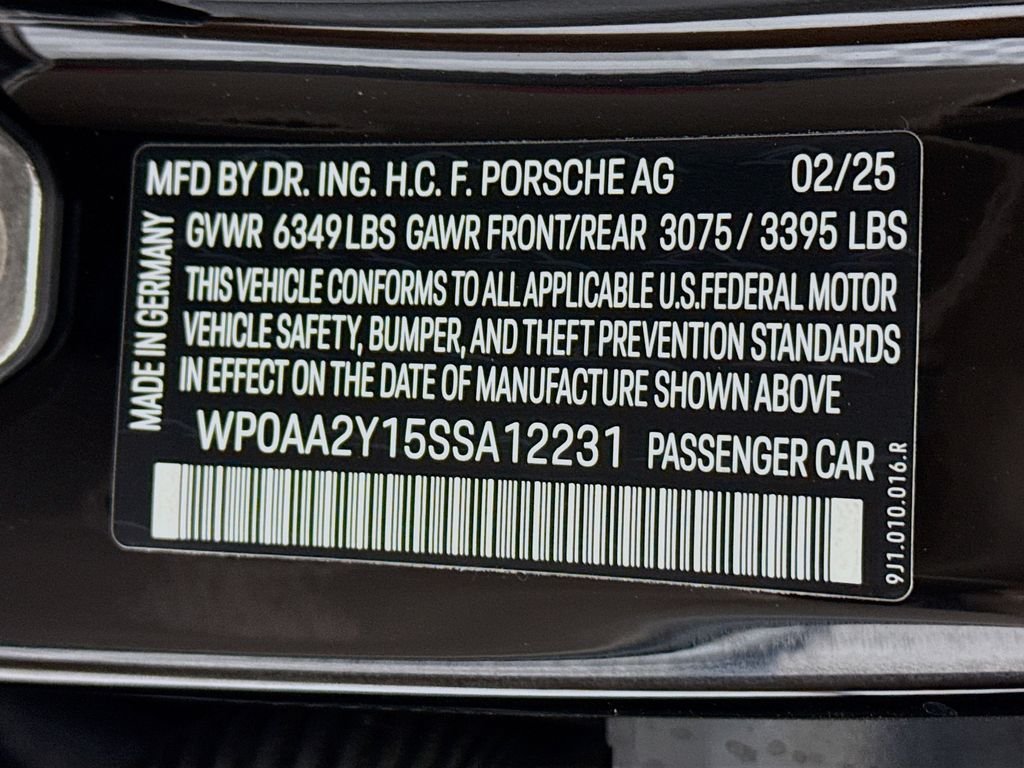 MFD BY DR. ING. H.C. F. PORSCHE AG 02/25
GVWR 6349 LBS GAWR FRONT/REAR 3075 / 3395 LBS
THIS VEHICLE CONFORMS TO ALL APPLICABLE U.S.FEDERAL MOTOR
VEHICLE SAFETY, BUMPER, AND THEFT PREVENTION STANDARDS
IN EFFECT ON THE DATE OF MANUFACTURE SHOWN ABOVE
WP0AA2Y15SSA12231 PASSENGER CAR
MADE IN GERMANY
9J1.010.016.R